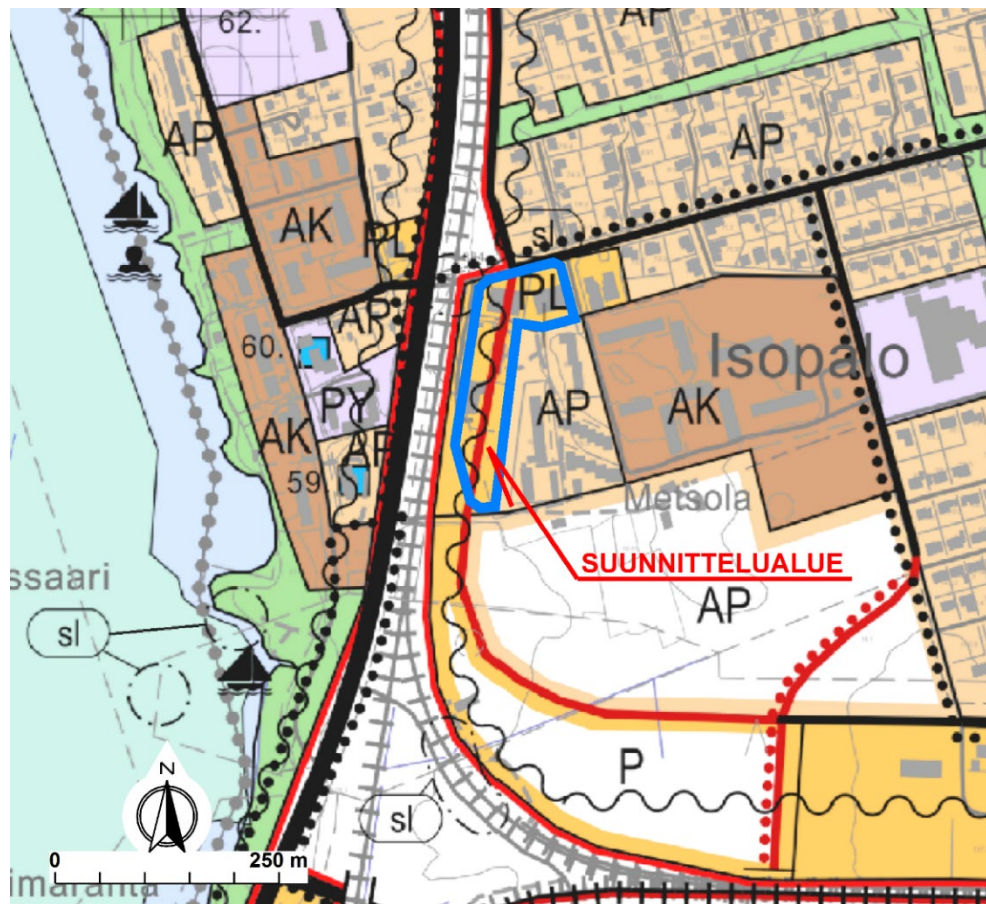 62.
AP
AP
AP
AK
PL
sl
PL
AP
60.
Isopalo
PY
AP
AK
AK
AP
59
Metsola
SUUNNITTELUALUE
ssaari
AP
sl
P
N
sl
0 250 m
imaranta